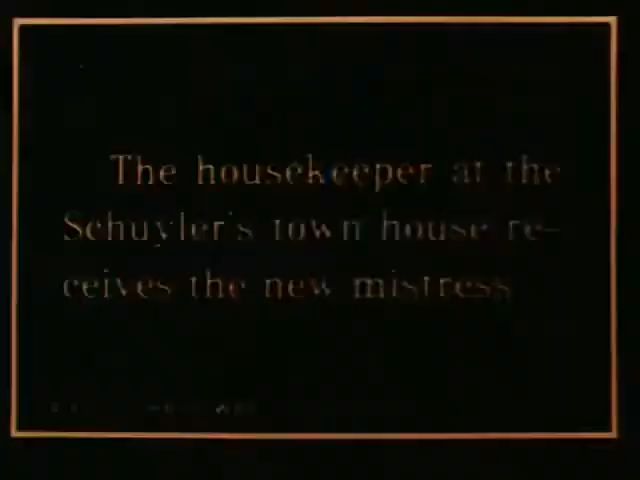 The housekeeper at the
Schuyler's town house re-
ceives the new mistress